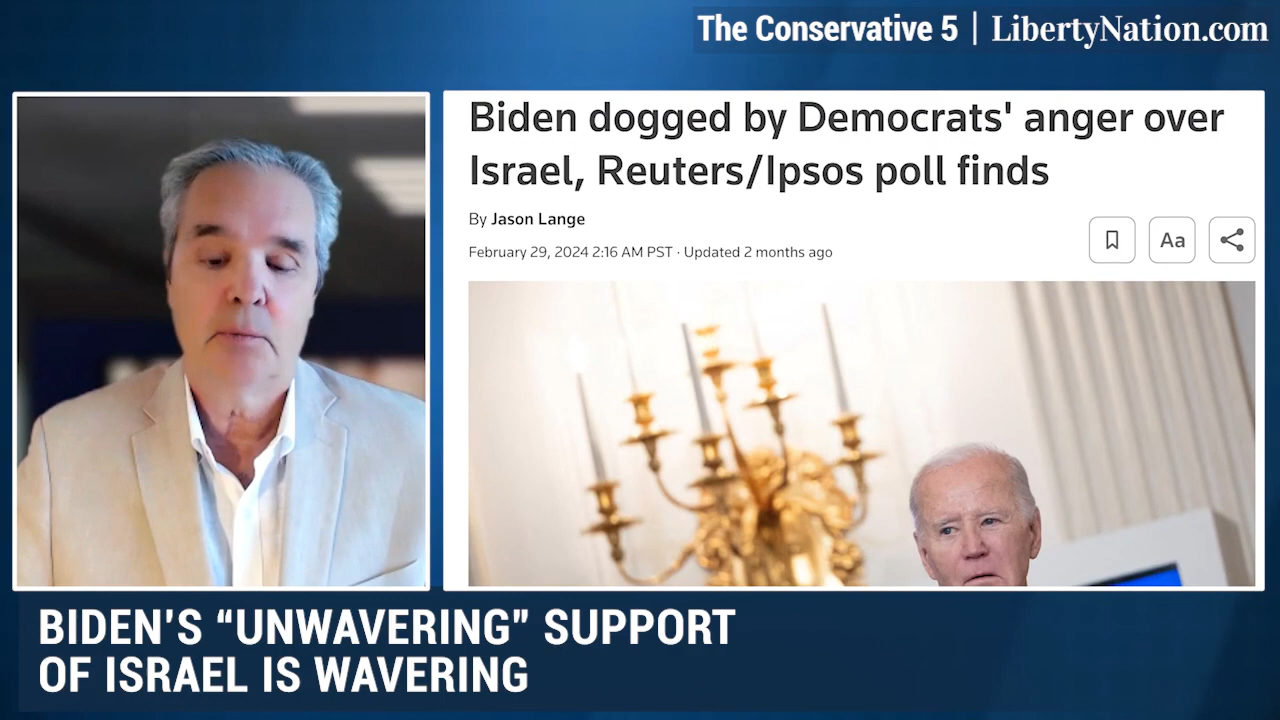 The Conservative 5 | LibertyNation.com
Biden dogged by Democrats' anger over
Israel, Reuters/Ipsos poll finds
By Jason Lange
February 29, 2024 2:16 AM PST · Updated 2 months ago
Aa
BIDEN'S “UNWAVERING” SUPPORT
OF ISRAEL IS WAVERING